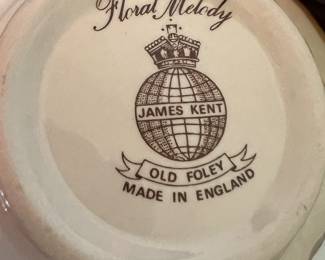 Floral Melody
JAMES KENT
OLD FOLEY
MADE IN ENGLAND